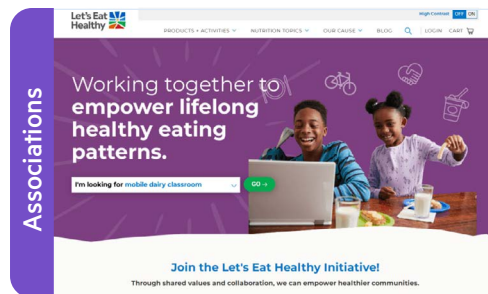 Associations
Let's Eat
Healthy
High Contrast OFF ON
PRODUCTS + ACTIVITIES NUTRITION TOPICS OUR CAUSE BLOG LOGIN CART
Working together to
empower lifelong
healthy eating
patterns.
I'm looking for mobile dairy classroom GO →
Join the Let's Eat Healthy Initiative!
Through shared values and collaboration, we can empower healthier communities.